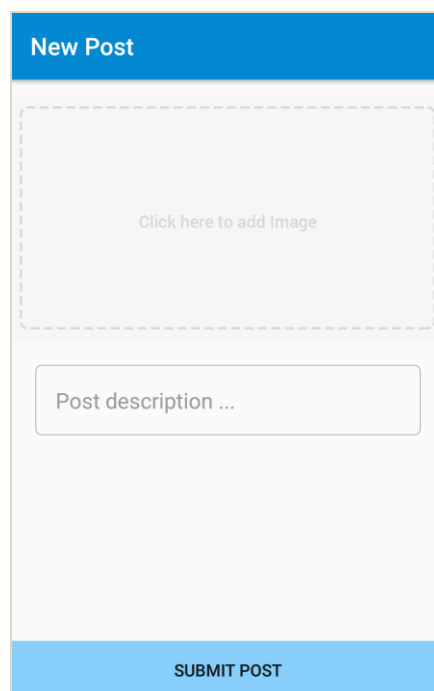 New Post
Click here to add Image
Post description ...
SUBMIT POST